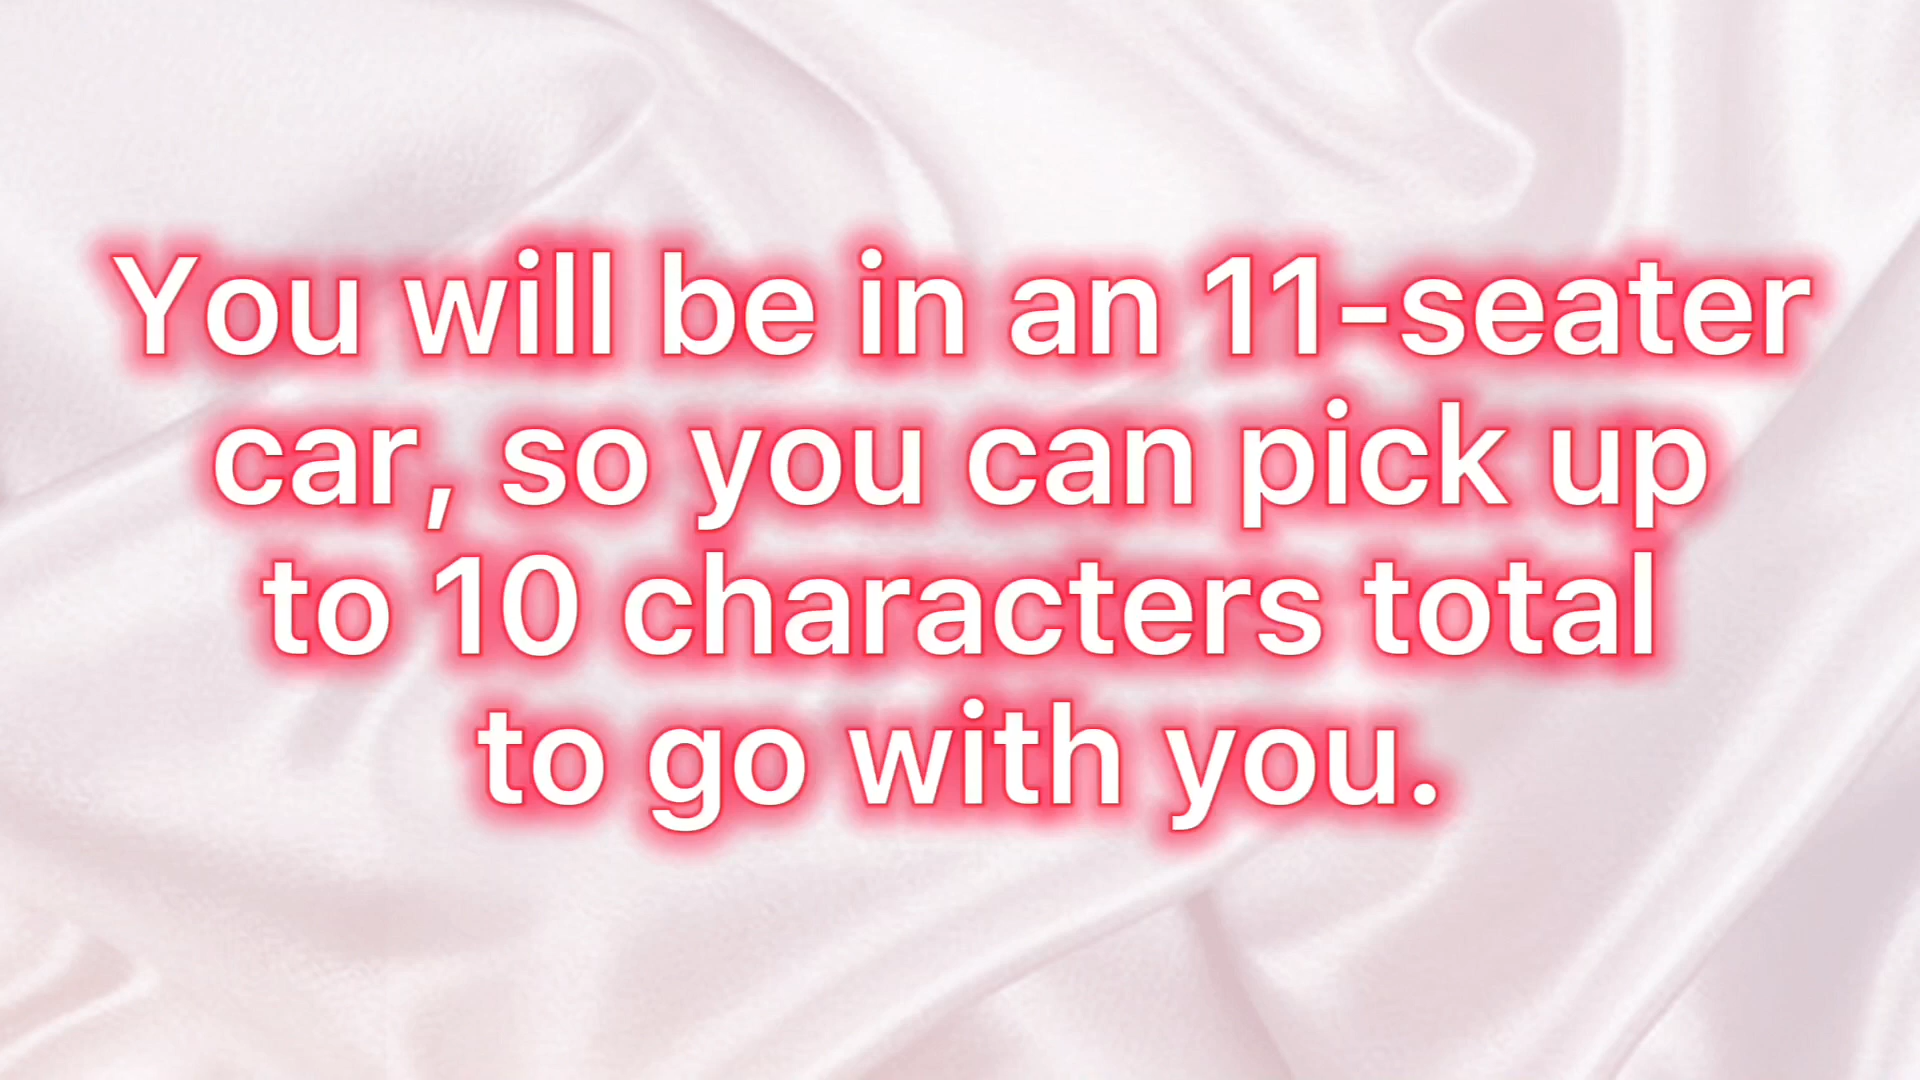 You will be in an 11-seater
car, so you can pick up
to 10 characters total
to go with you.